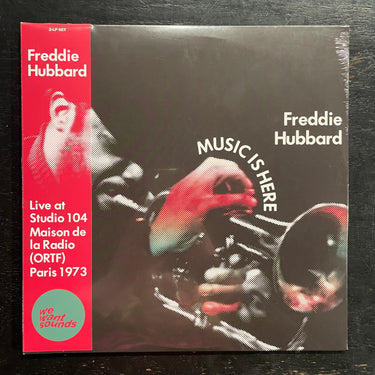 2-LP SET
Freddie
Hubbard
Live at
Studio 104
Maison de
la Radio
(ORTF)
Paris 1973
we
want
sounds
Freddie
Hubbard
MUSIC IS HERE